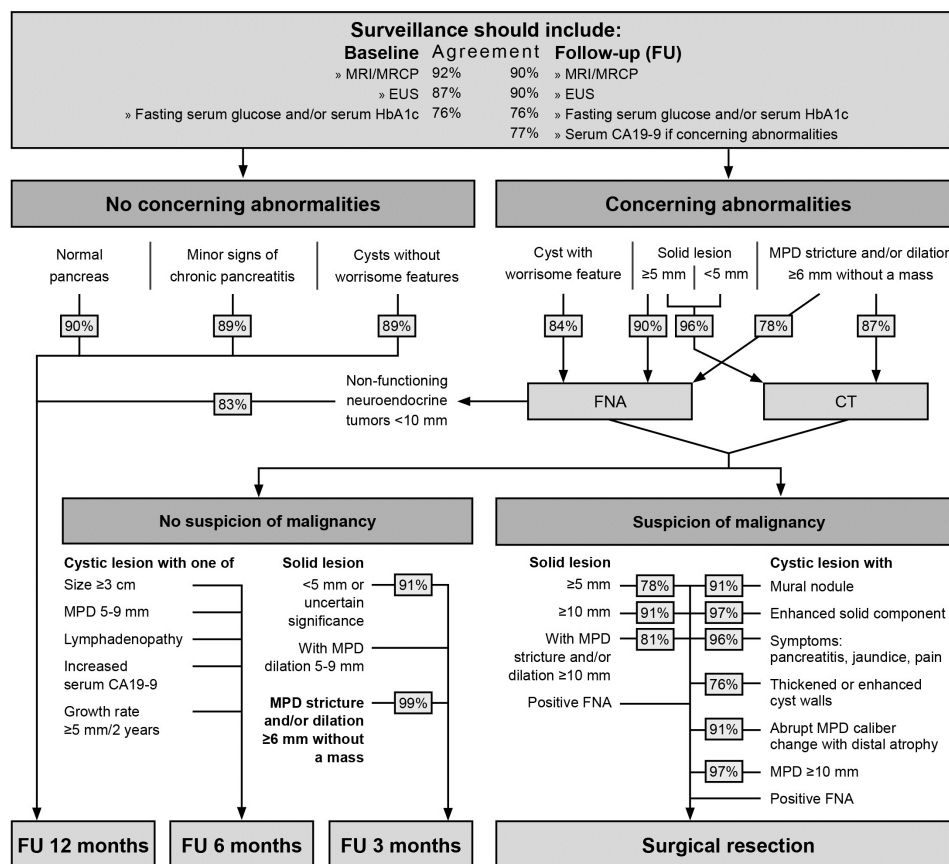 Surveillance should include:
Baseline Agreement Follow-up (FU)
» MRI/MRCP 92% 90% » MRI/MRCP
» EUS 87% 90% » EUS
» Fasting serum glucose and/or serum HbA1c 76% 76% » Fasting serum glucose and/or serum HbA1c
77% » Serum CA19-9 if concerning abnormalities
No concerning abnormalities
Concerning abnormalities
Normal
pancreas
Minor signs of
chronic pancreatitis
Cysts without
worrisome features
Cyst with
worrisome feature
Solid lesion
≥5 mm <5 mm
MPD stricture and/or dilation
≥6 mm without a mass
90% 89% 89% 84% 90% 96% 78% 87%
83%
Non-functioning
neuroendocrine
tumors <10 mm
FNA
CT
No suspicion of malignancy
Suspicion of malignancy
Cystic lesion with one of
Size ≥3 cm
MPD 5-9 mm
Lymphadenopathy
Increased
serum CA19-9
Growth rate
≥5 mm/2 years
Solid lesion
<5 mm or 91%
uncertain
significance
With MPD
dilation 5-9 mm
MPD stricture 99%
and/or dilation
≥6 mm without
a mass
Solid lesion
≥5 mm 78%
≥10 mm 91%
With MPD 81%
stricture and/or
dilation ≥10 mm
Positive FNA
Cystic lesion with
91% Mural nodule
97% Enhanced solid component
96% Symptoms:
pancreatitis, jaundice, pain
76% Thickened or enhanced
cyst walls
91% Abrupt MPD caliber
change with distal atrophy
97% MPD ≥10 mm
Positive FNA
FU 12 months
FU 6 months
FU 3 months
Surgical resection